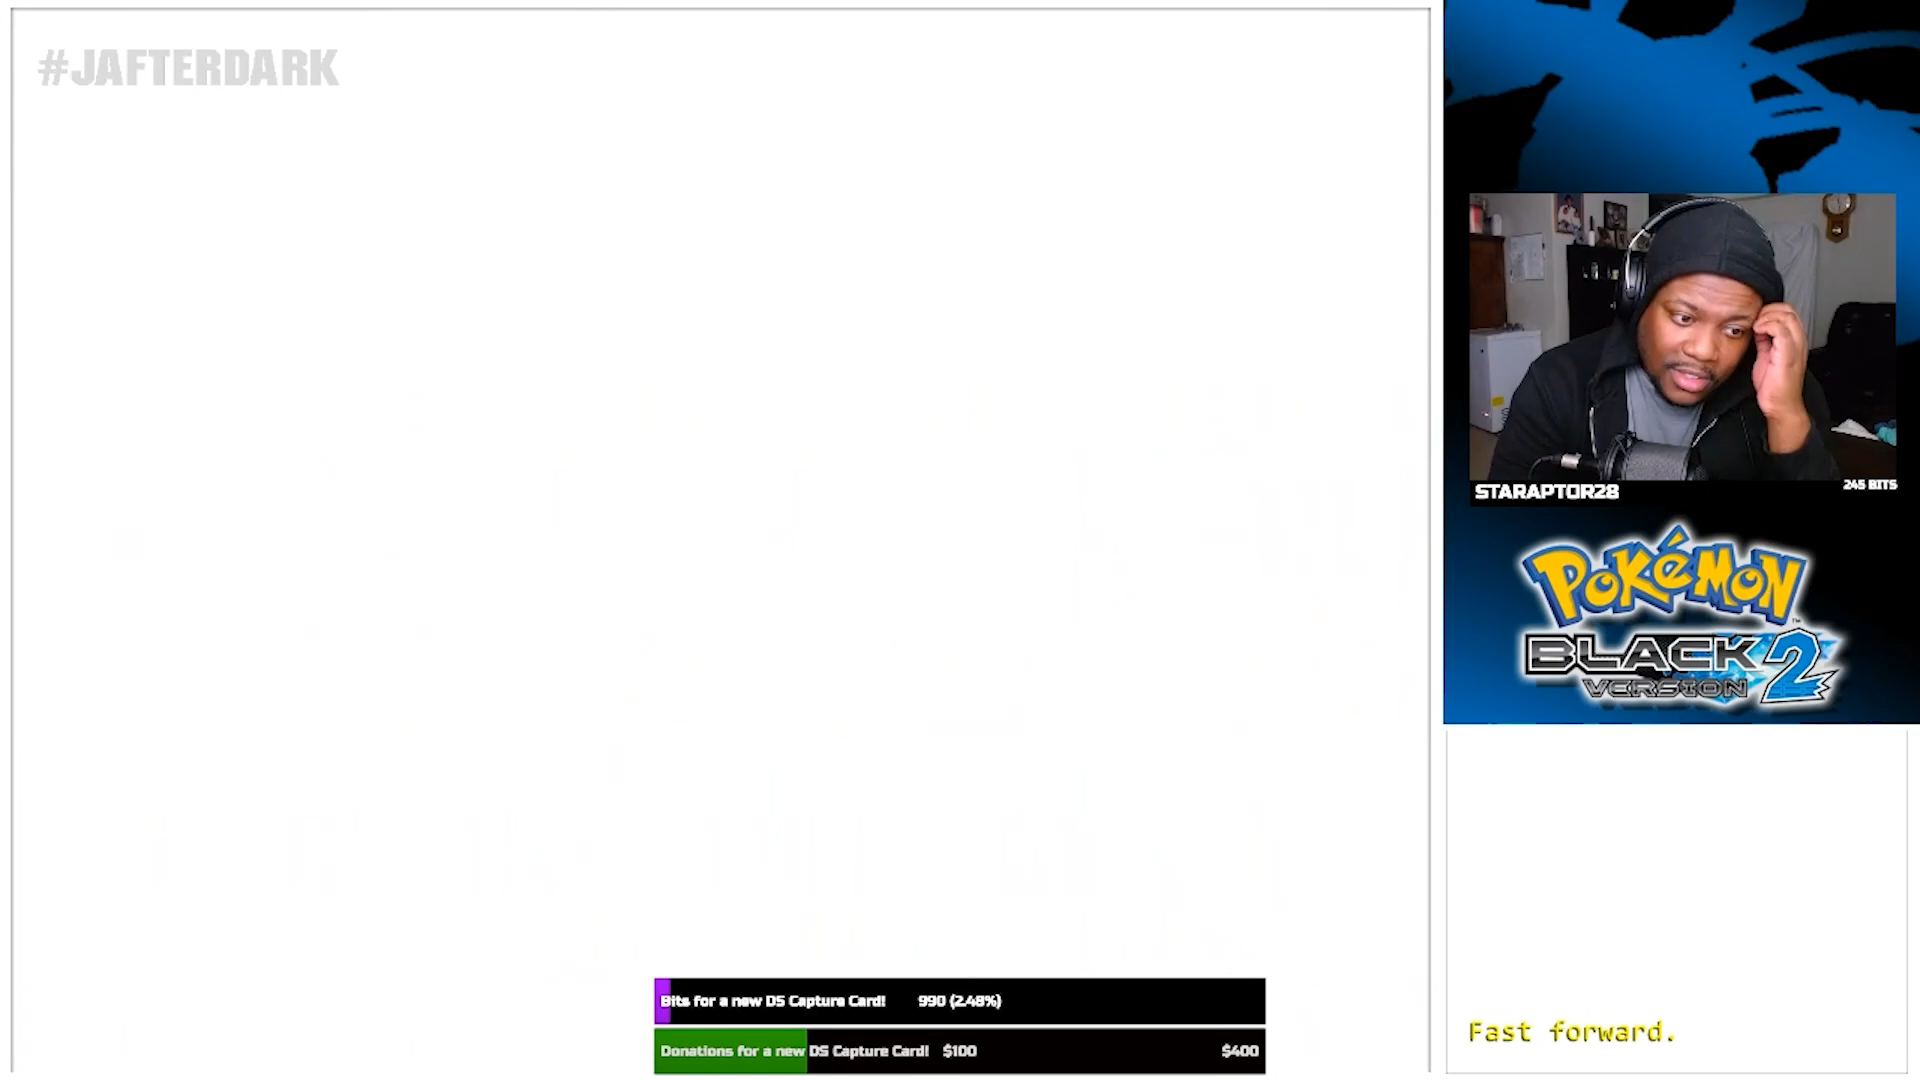 #JAFTERDARK
STARAPTOR28
245 BITS
POKéMON
BLACK 2
VERSION
Bits for a new DS Capture Card! 990 (2.48%)
Donations for a new DS Capture Card! $100 $400
Fast forward.